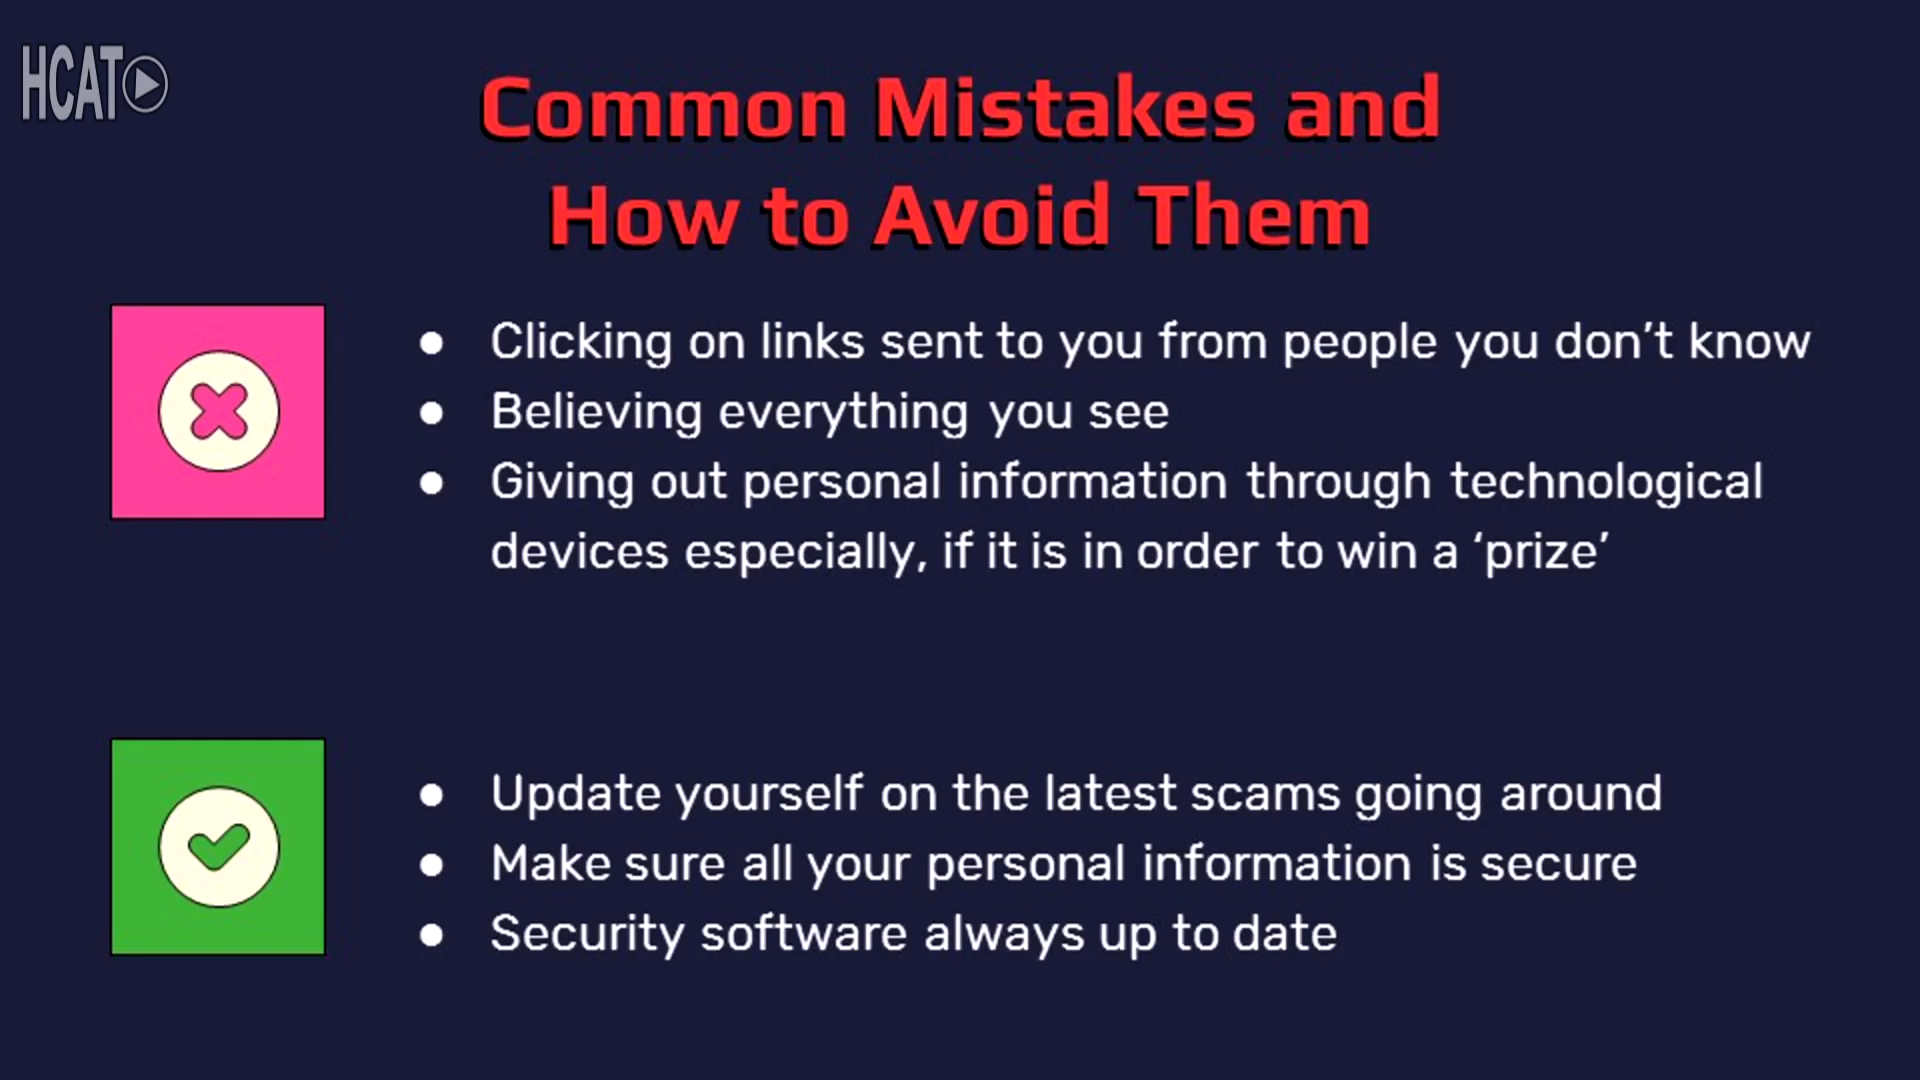 HCAT
Common Mistakes and
How to Avoid Them
● Clicking on links sent to you from people you don’t know
● Believing everything you see
● Giving out personal information through technological
devices especially, if it is in order to win a ‘prize’
● Update yourself on the latest scams going around
● Make sure all your personal information is secure
● Security software always up to date